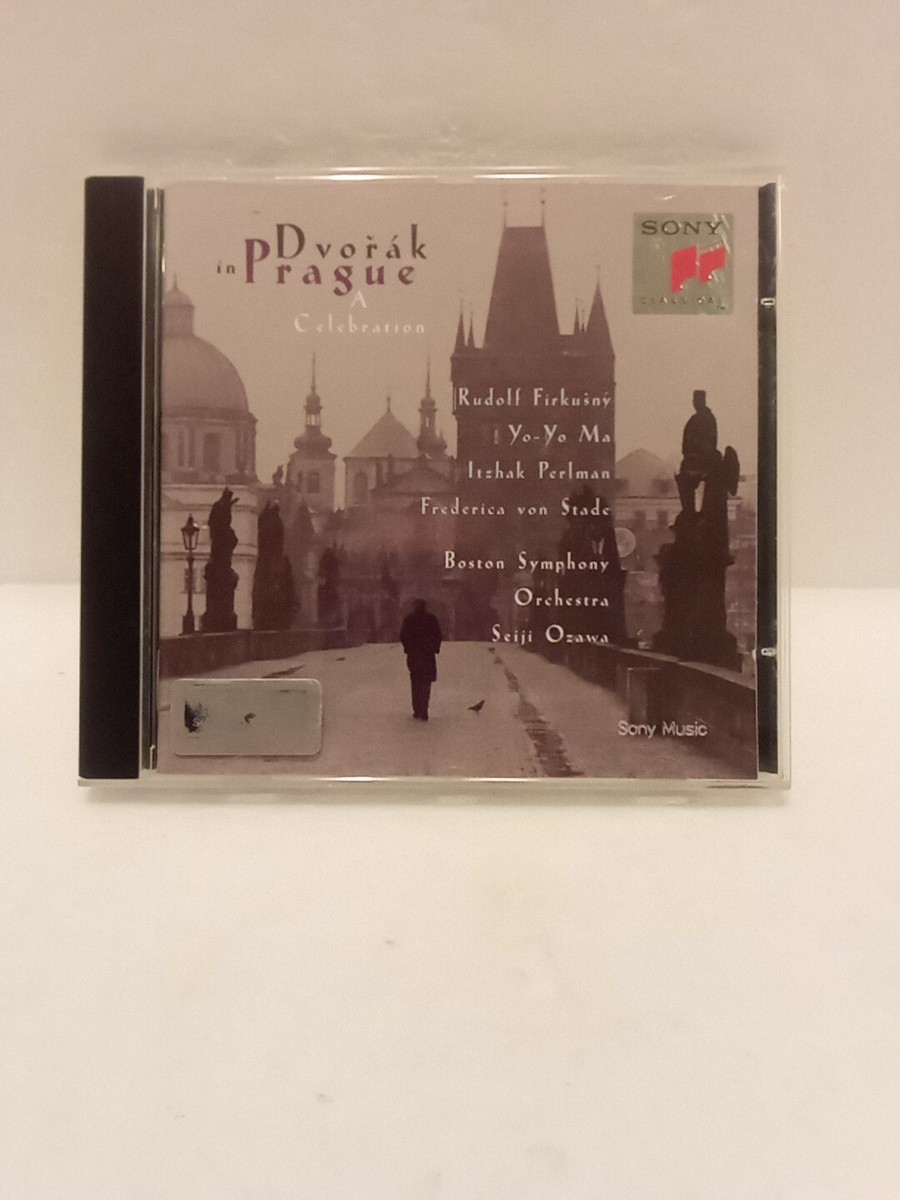 Dvořák
in Prague
A
Celebration
SONY
CLASSICAL
Rudolf Firkušný
Yo-Yo Ma
Itzhak Perlman
Frederica von Stade
Boston Symphony
Orchestra
Seiji Ozawa
Sony Music